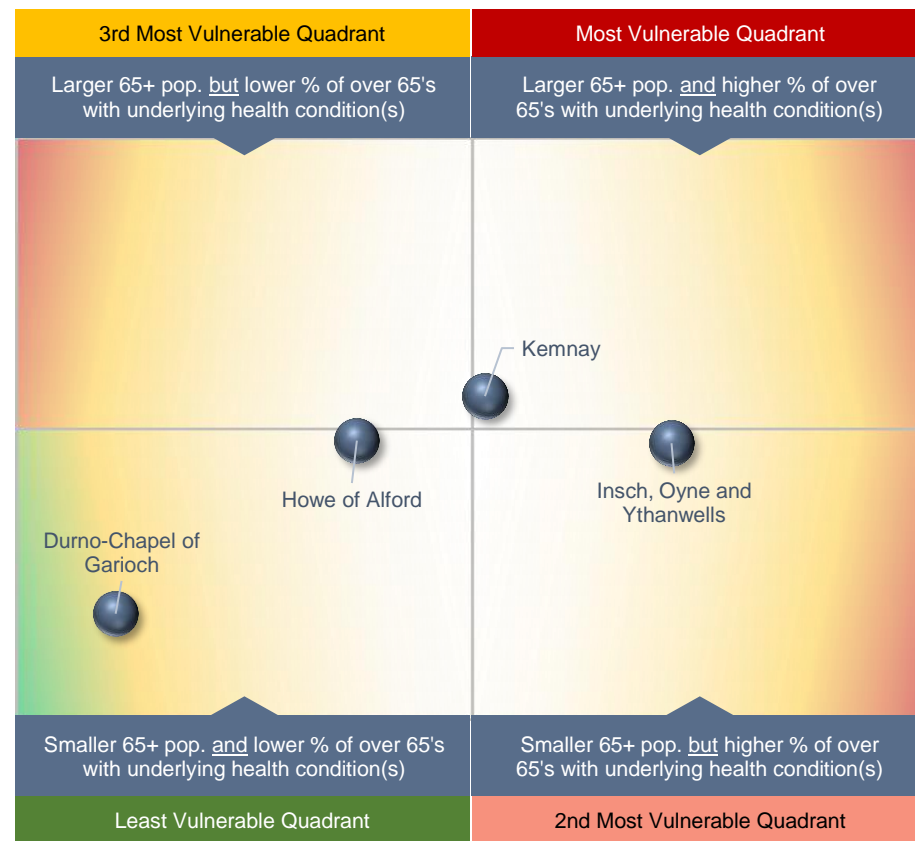 3rd Most Vulnerable Quadrant
Most Vulnerable Quadrant
Larger 65+ pop. but lower % of over 65's
with underlying health condition(s)
Larger 65+ pop. and higher % of over
65's with underlying health condition(s)
Kemnay
Howe of Alford
Insch, Oyne and
Ythanwells
Durno-Chapel of
Garioch
Smaller 65+ pop. and lower % of over 65's
with underlying health condition(s)
Smaller 65+ pop. but higher % of over
65's with underlying health condition(s)
Least Vulnerable Quadrant
2nd Most Vulnerable Quadrant